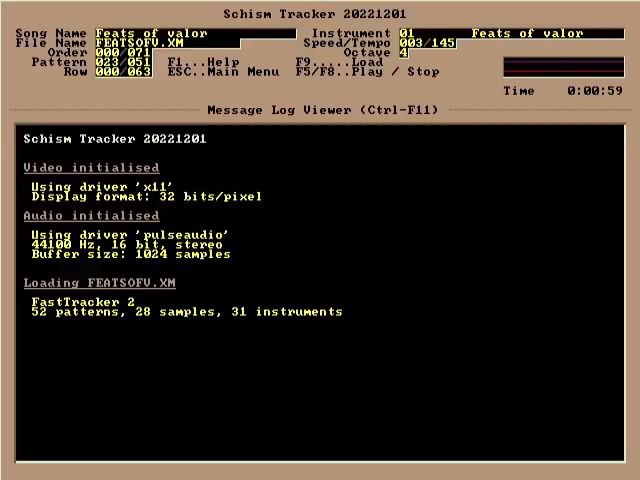 Schism Tracker 20221201
Song Name Feats of valor Instrument 01 Feats of valor
File Name FEATSOFV.XM Speed/Tempo 003/145
Order 000/071 Octave 4
Pattern 023/051 F1...Help F9.....Load
Row 000/063 ESC..Main Menu F5/F8..Play / Stop
Time 0:00:59
Message Log Viewer (Ctrl-F11)
Schism Tracker 20221201
Video initialised
Using driver 'x11'
Display format: 32 bits/pixel
Audio initialised
Using driver 'pulseaudio'
44100 Hz, 16 bit, stereo
Buffer size: 1024 samples
Loading FEATSOFV.XM
FastTracker 2
52 patterns, 28 samples, 31 instruments